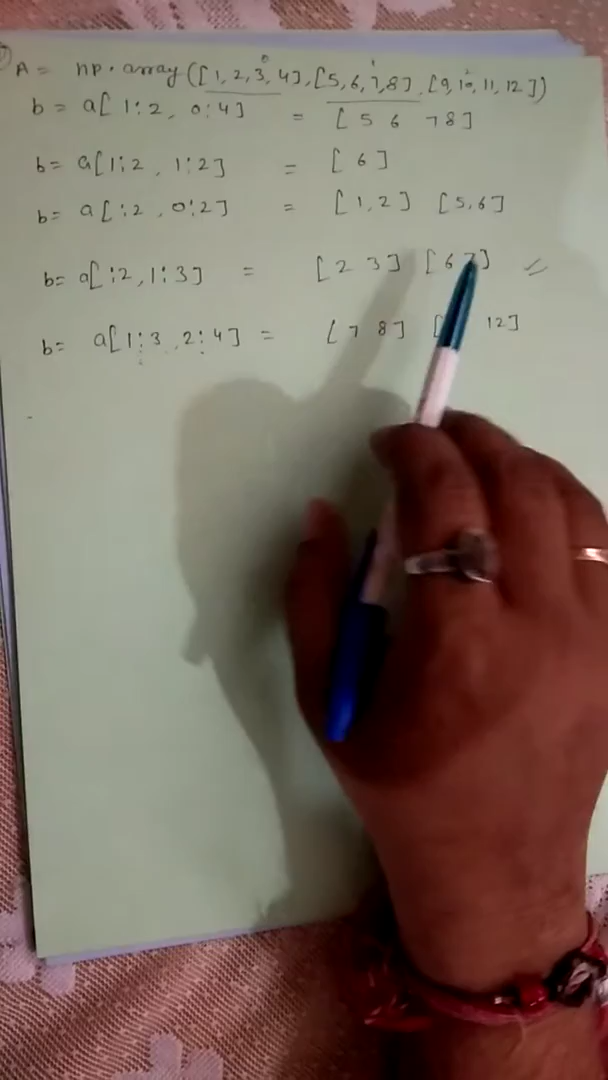 A = np.array([1,2,3,4],[5,6,7,8],[9,10,11,12])
b = a[1:2, 0:4] = [5 6 7 8]
b= a[1:2, 1:2] = [6]
b= a[:2, 0:2] = [1,2] [5,6]
b= a[:2,1:3] = [2 3] [6 7]
b= a[1:3,2:4] = [7 8] [ 12]